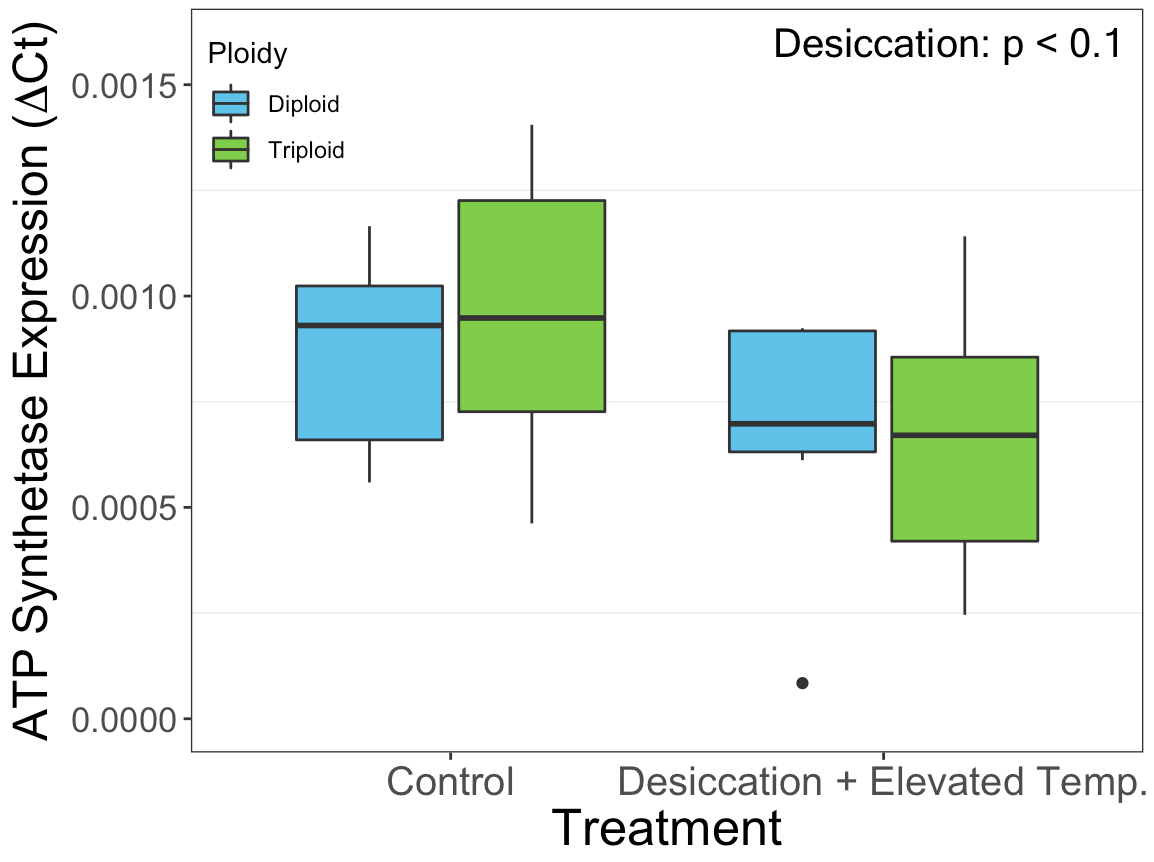 Desiccation: p < 0.1
Ploidy
Diploid
Triploid
ATP Synthetase Expression (ΔCt)
0.0015
0.0010
0.0005
0.0000
Control
Desiccation + Elevated Temp.
Treatment